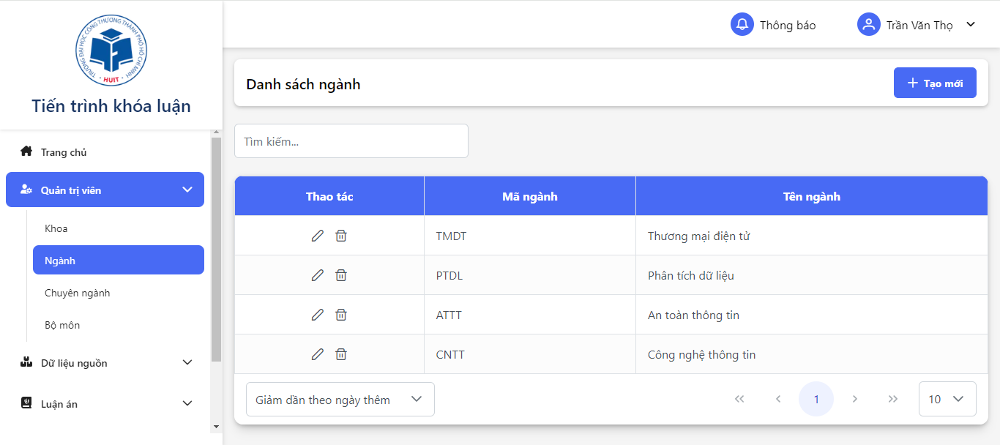 TRƯỜNG ĐẠI HỌC CÔNG THƯƠNG THÀNH PHỐ HỒ CHÍ MINH
HUIT
Tiến trình khóa luận
Trang chủ
Quản trị viên
Khoa
Ngành
Chuyên ngành
Bộ môn
Dữ liệu nguồn
Luận án
Thông báo
Trần Văn Thọ
Danh sách ngành
Tạo mới
Tìm kiếm...
Thao tác Mã ngành Tên ngành
TMDT Thương mại điện tử
PTDL Phân tích dữ liệu
ATTT An toàn thông tin
CNTT Công nghệ thông tin
Giảm dần theo ngày thêm
1
10